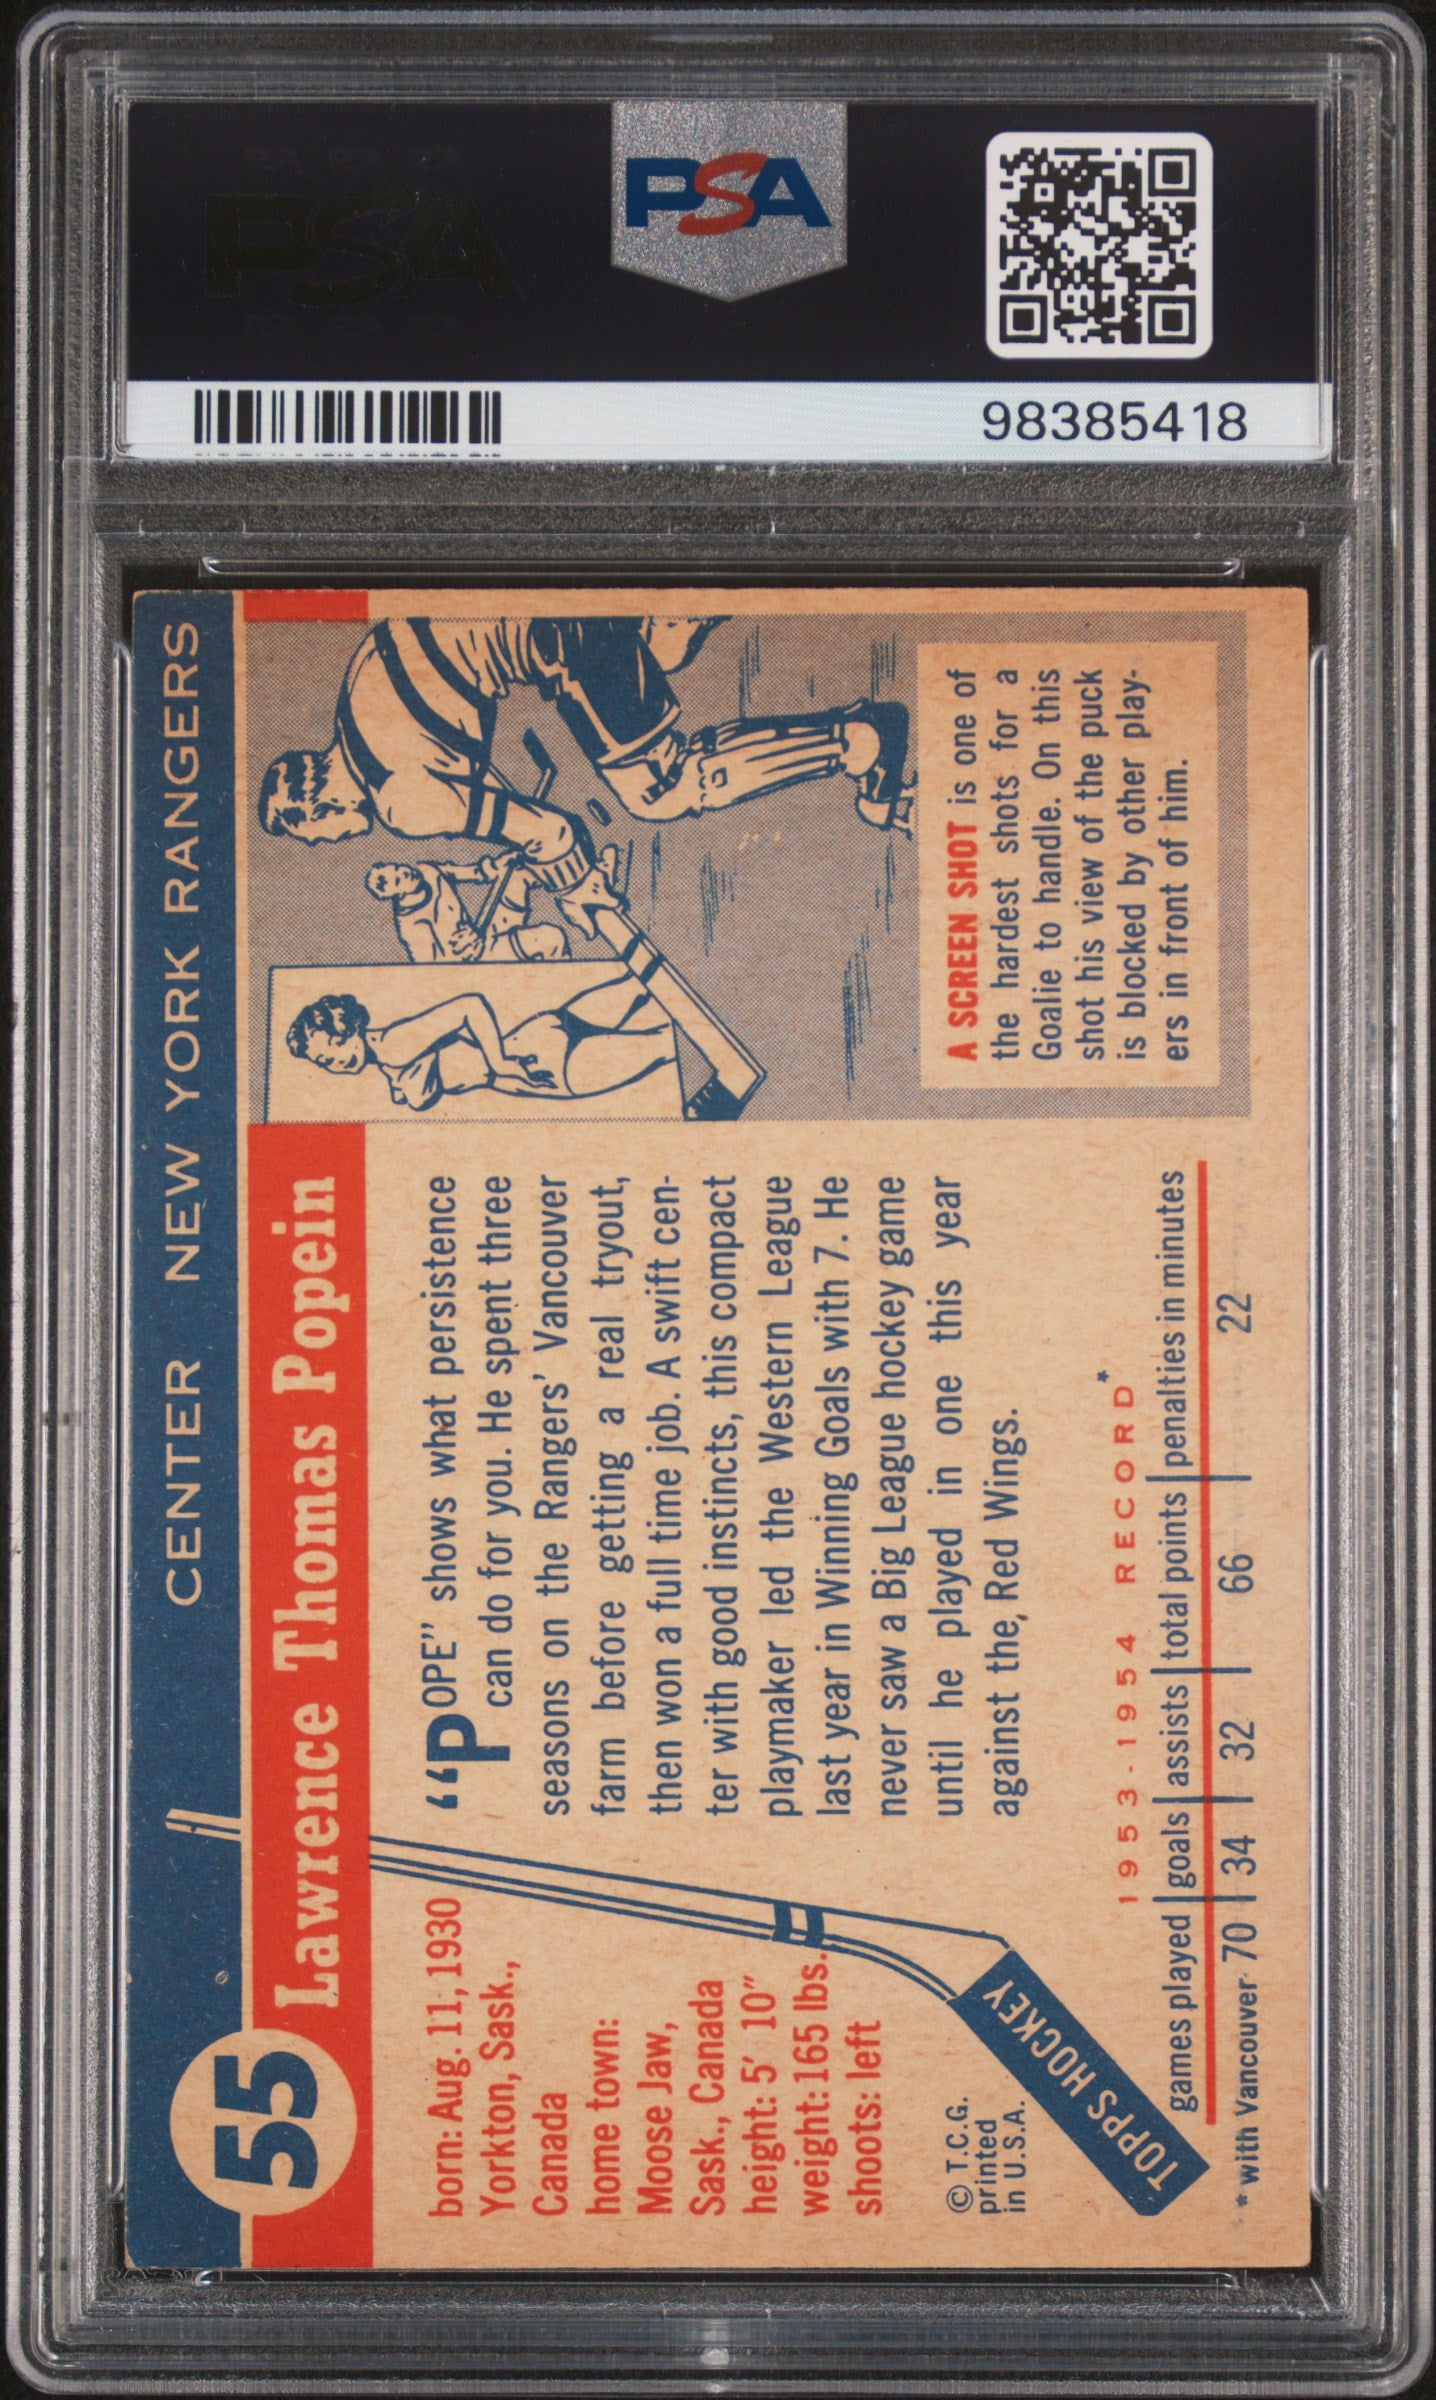 PSA
PSA
98385418
55
CENTER NEW YORK RANGERS
Lawrence Thomas Popein
born: Aug. 11, 1930
Yorkton, Sask.,
Canada
home town:
Moose Jaw,
Sask., Canada
height: 5' 10"
weight: 165 lbs.
shoots: left
© T.C.G.
printed
in U.S.A.
TOPPS HOCKEY
“POPE” shows what persistence
can do for you. He spent three
seasons on the Rangers' Vancouver
farm before getting a real tryout,
then won a full time job. A swift cen-
ter with good instincts, this compact
playmaker led the Western League
last year in Winning Goals with 7. He
never saw a Big League hockey game
until he played in one this year
against the Red Wings.
1953-1954 RECORD*
games played goals assists total points penalties in minutes
70 34 32 66 22
*with Vancouver
A SCREEN SHOT is one of
the hardest shots for a
Goalie to handle. On this
shot his view of the puck
is blocked by other play-
ers in front of him.